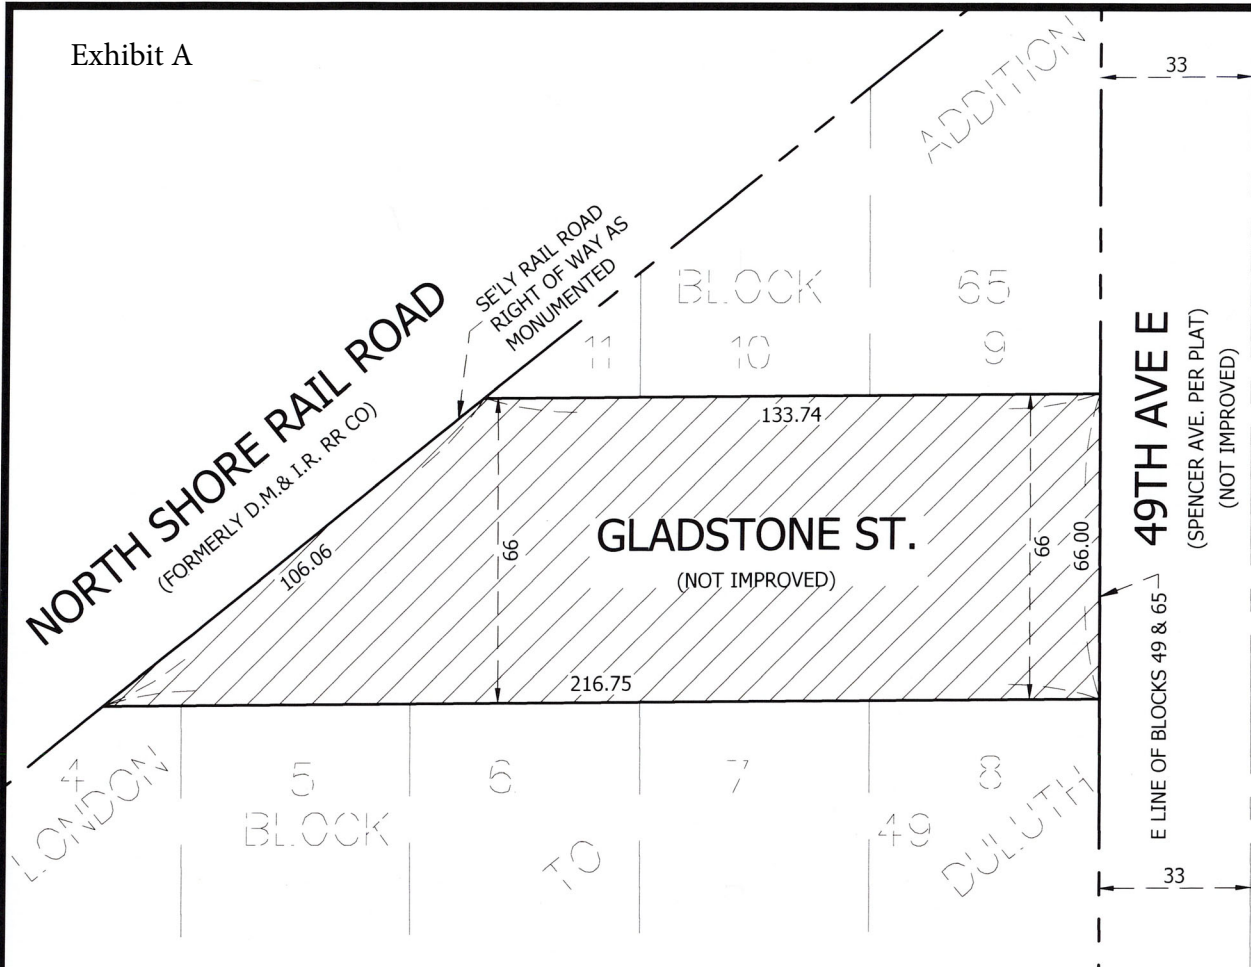 Exhibit A
33
ADDITION
SE'LY RAIL ROAD
RIGHT OF WAY AS
MONUMENTED
NORTH SHORE RAIL ROAD
(FORMERLY D.M.& I.R. RR CO)
BLOCK 65
11 10 9
133.74
106.06
66
GLADSTONE ST.
(NOT IMPROVED)
66
66.00
216.75
49TH AVE E
(SPENCER AVE. PER PLAT)
(NOT IMPROVED)
E LINE OF BLOCKS 49 & 65
4 5 6 7 8
LONDON
BLOCK 49
TO
DULUTH
33